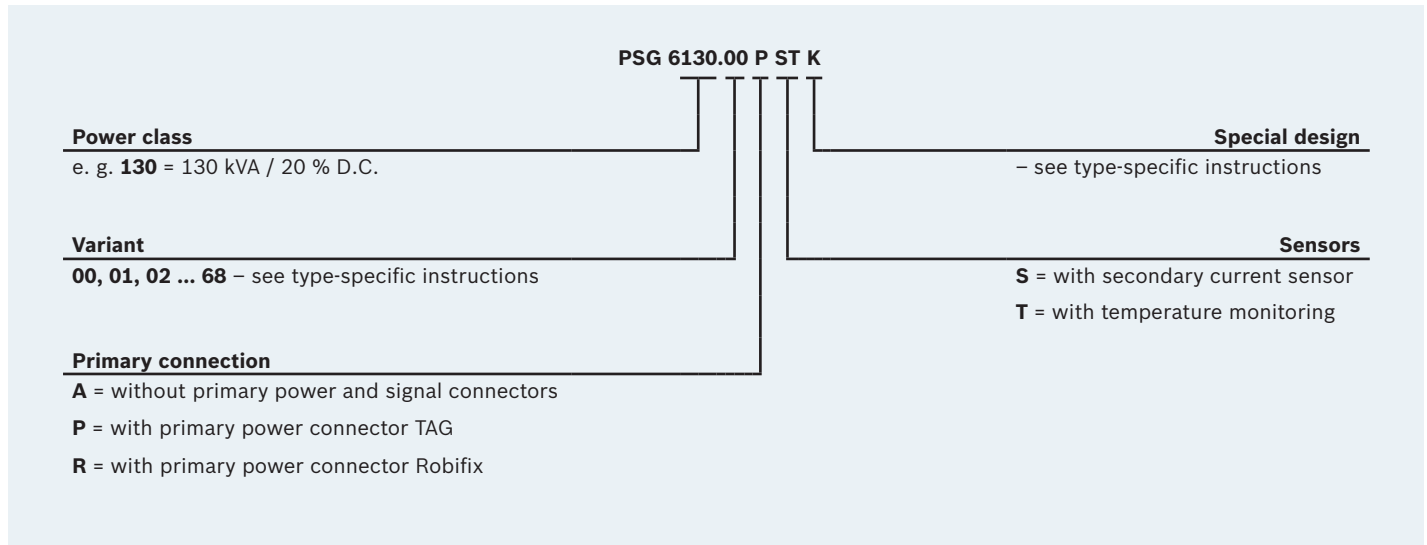 PSG 6130.00 P ST K
Power class
e. g. 130 = 130 kVA / 20 % D.C.
Special design
– see type-specific instructions
Variant
00, 01, 02 ... 68 – see type-specific instructions
Sensors
S = with secondary current sensor
T = with temperature monitoring
Primary connection
A = without primary power and signal connectors
P = with primary power connector TAG
R = with primary power connector Robifix